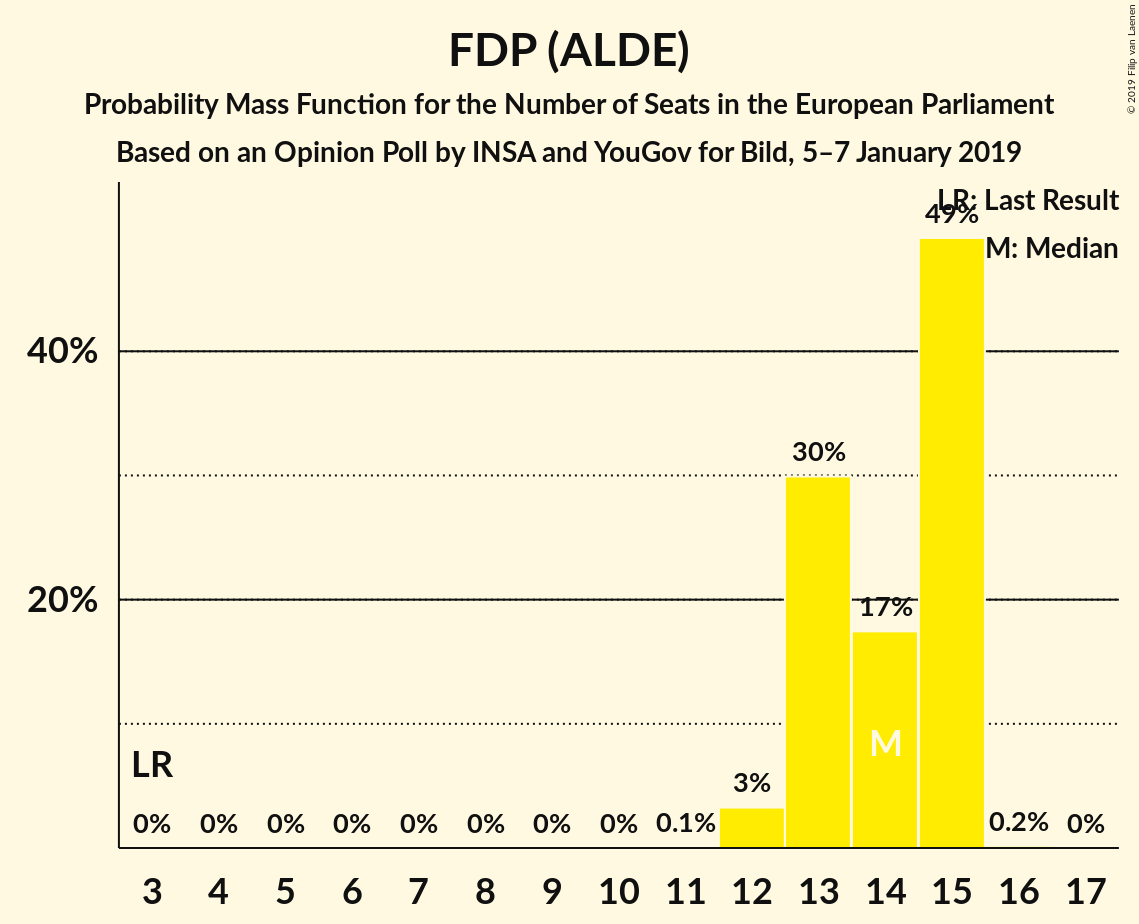 FDP (ALDE)
Probability Mass Function for the Number of Seats in the European Parliament
Based on an Opinion Poll by INSA and YouGov for Bild, 5–7 January 2019
© 2019 Filip van Laenen
LR: Last Result
M: Median
49%
40%
30%
20%
17%
M
LR
3%
0% 0% 0% 0% 0% 0% 0% 0% 0.1% 0.2% 0%
3 4 5 6 7 8 9 10 11 12 13 14 15 16 17